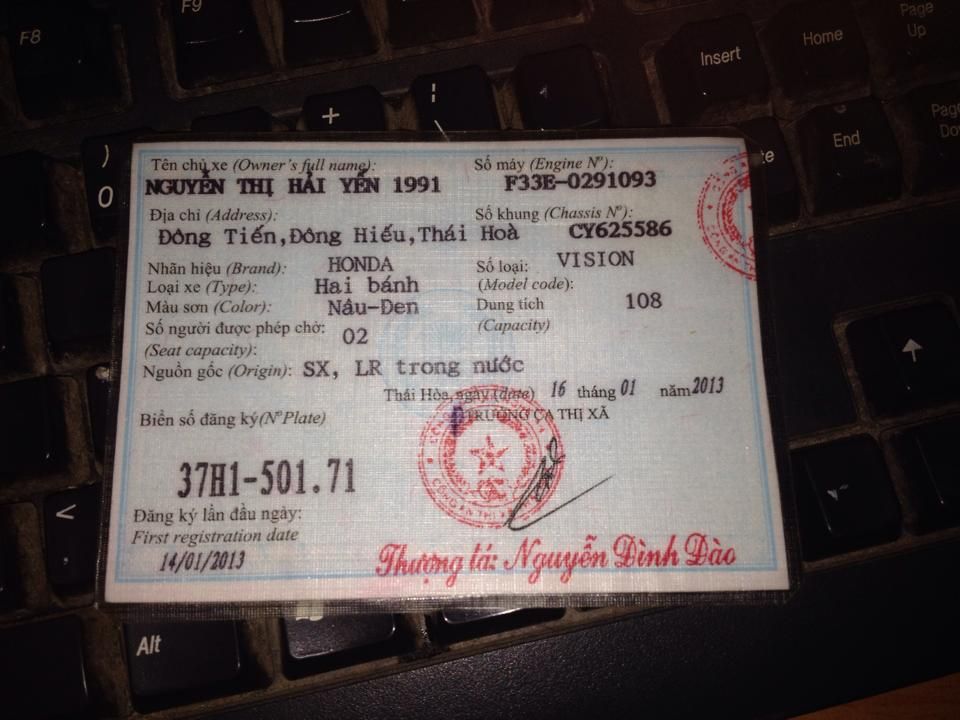 F8
F9
Insert
Home
Page Up
+
End
)
0
Tên chủ xe (Owner's full name):
NGUYỄN THỊ HẢI YẾN 1991
Số máy (Engine N°):
F33E-0291093
Địa chỉ (Address):
Đông Tiến,Đông Hiếu,Thái Hoà
Số khung (Chassis N°):
CY625586
Nhãn hiệu (Brand): HONDA
Số loại: VISION
(Model code):
Loại xe (Type): Hai bánh
Màu sơn (Color): Nâu-Đen
Dung tích 108
(Capacity)
Số người được phép chở: 02
(Seat capacity):
Nguồn gốc (Origin): SX, LR trong nước
Thái Hòa, ngày (date) 16 tháng 01 năm 2013
TRƯỞNG CA THỊ XÃ
Biển số đăng ký(N°Plate)
37H1-501.71
Đăng ký lần đầu ngày:
First registration date
14/01/2013
Thượng tá: Nguyễn Đình Đào
<
Alt